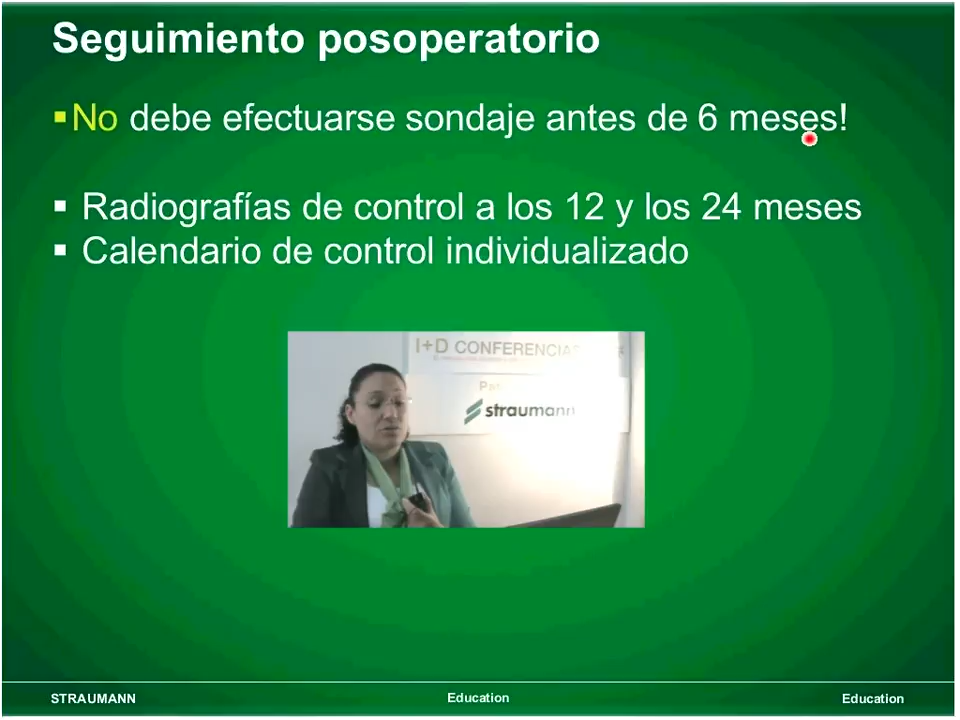 Seguimiento posoperatorio
No debe efectuarse sondaje antes de 6 meses!
Radiografías de control a los 12 y los 24 meses
Calendario de control individualizado
I+D CONFERENCIAS
straumann
STRAUMANN
Education
Education